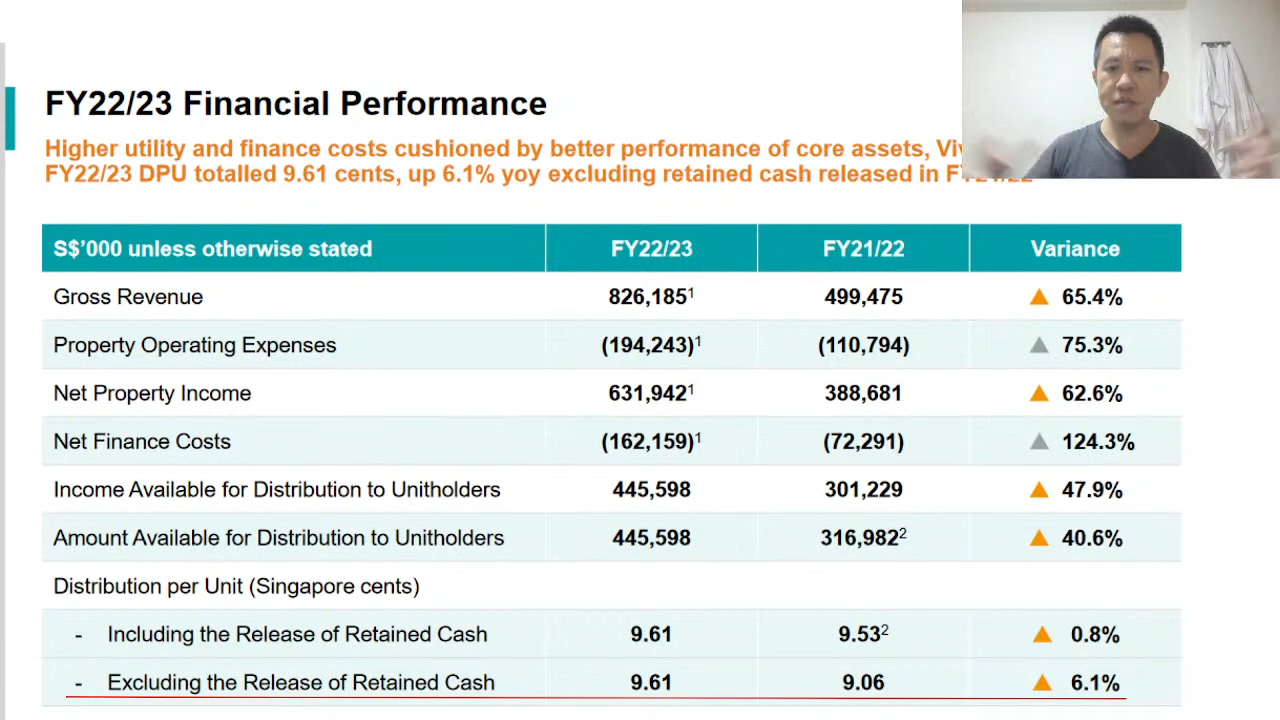 FY22/23 Financial Performance
Higher utility and finance costs cushioned by better performance of core assets,
FY22/23 DPU totalled 9.61 cents, up 6.1% yoy excluding retained cash released in
S$'000 unless otherwise stated FY22/23 FY21/22 Variance
Gross Revenue 826,185¹ 499,475 65.4%
Property Operating Expenses (194,243)¹ (110,794) 75.3%
Net Property Income 631,942¹ 388,681 62.6%
Net Finance Costs (162,159)¹ (72,291) 124.3%
Income Available for Distribution to Unitholders 445,598 301,229 47.9%
Amount Available for Distribution to Unitholders 445,598 316,982² 40.6%
Distribution per Unit (Singapore cents)
- Including the Release of Retained Cash 9.61 9.53² 0.8%
- Excluding the Release of Retained Cash 9.61 9.06 6.1%